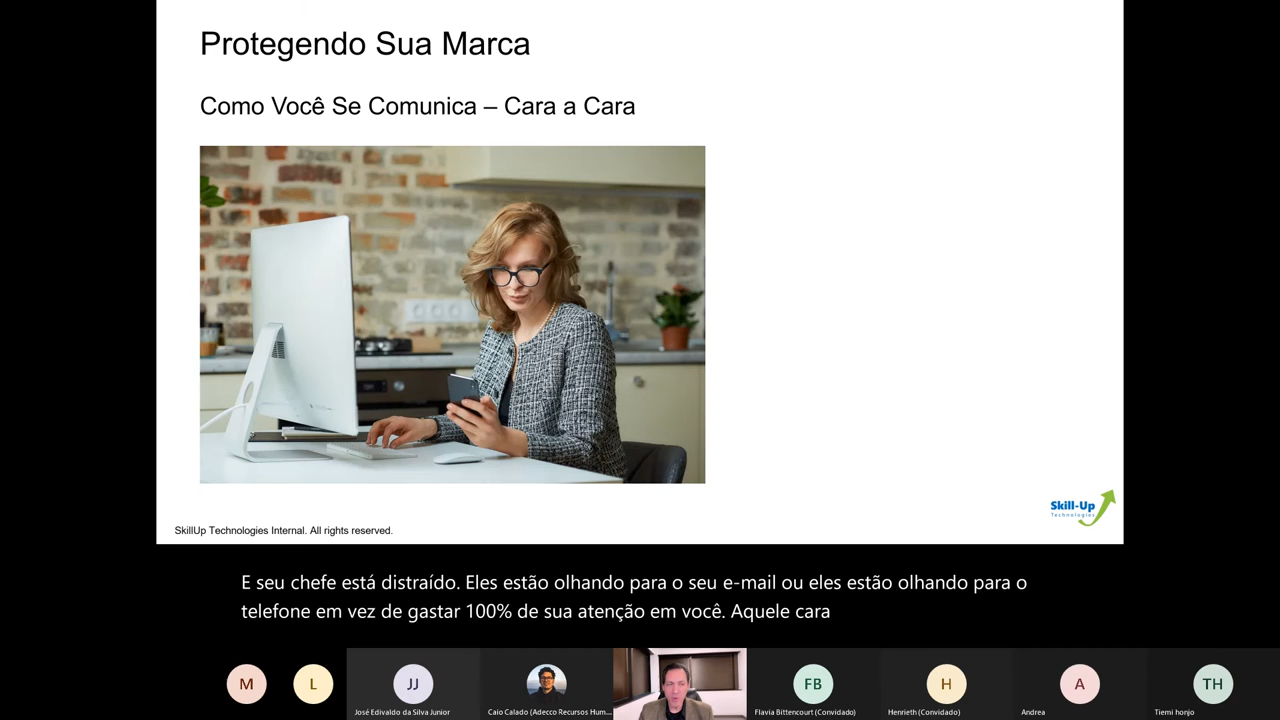 Protegendo Sua Marca
Como Você Se Comunica – Cara a Cara
Skill-Up
Technologies
SkillUp Technologies Internal. All rights reserved.
E seu chefe está distraído. Eles estão olhando para o seu e-mail ou eles estão olhando para o
telefone em vez de gastar 100% de sua atenção em você. Aquele cara
M
L
JJ
FB
H
A
TH
José Edivaldo da Silva Junior
Caio Calado (Adecco Recursos Hum...
Flavia Bittencourt (Convidado)
Henrieth (Convidado)
Andrea
Tiemi honjo